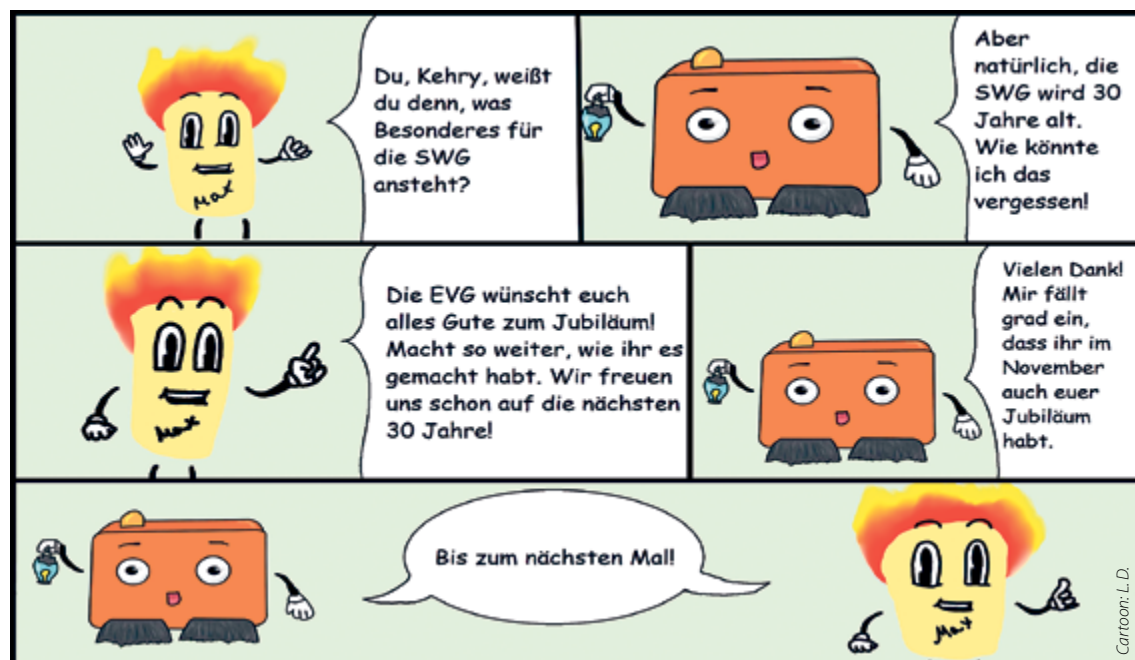 Du, Kehry, weißt
du denn, was
Besonderes für
die SWG
ansteht?
Max
Aber
natürlich, die
SWG wird 30
Jahre alt.
Wie könnte
ich das
vergessen!
Die EVG wünscht euch
alles Gute zum Jubiläum!
Macht so weiter, wie ihr es
gemacht habt. Wir freuen
uns schon auf die nächsten
30 Jahre!
Max
Vielen Dank!
Mir fällt
grad ein,
dass ihr im
November
auch euer
Jubiläum
habt.
Bis zum nächsten Mal!
Max
Cartoon: L. D.